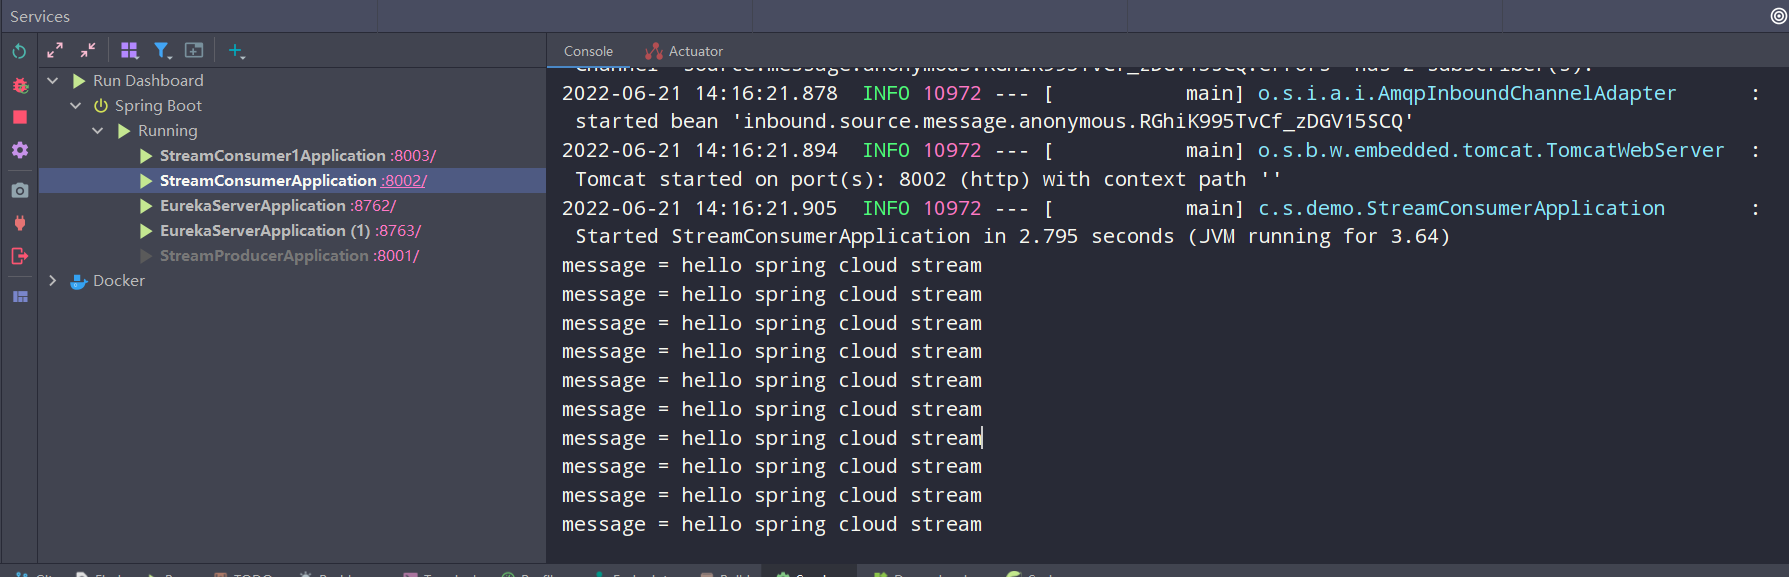 Services
Console
Actuator
Run Dashboard
Spring Boot
Running
StreamConsumer1Application :8003/
StreamConsumerApplication :8002/
EurekaServerApplication :8762/
EurekaServerApplication (1) :8763/
StreamProducerApplication :8001/
Docker
2022-06-21 14:16:21.878 INFO 10972 --- [ main] o.s.i.a.i.AmqpInboundChannelAdapter :
started bean 'inbound.source.message.anonymous.RGhiK995TvCf_zDGV15SCQ'
2022-06-21 14:16:21.894 INFO 10972 --- [ main] o.s.b.w.embedded.tomcat.TomcatWebServer :
Tomcat started on port(s): 8002 (http) with context path ''
2022-06-21 14:16:21.905 INFO 10972 --- [ main] c.s.demo.StreamConsumerApplication :
Started StreamConsumerApplication in 2.795 seconds (JVM running for 3.64)
message = hello spring cloud stream
message = hello spring cloud stream
message = hello spring cloud stream
message = hello spring cloud stream
message = hello spring cloud stream
message = hello spring cloud stream
message = hello spring cloud stream
message = hello spring cloud stream
message = hello spring cloud stream
message = hello spring cloud stream